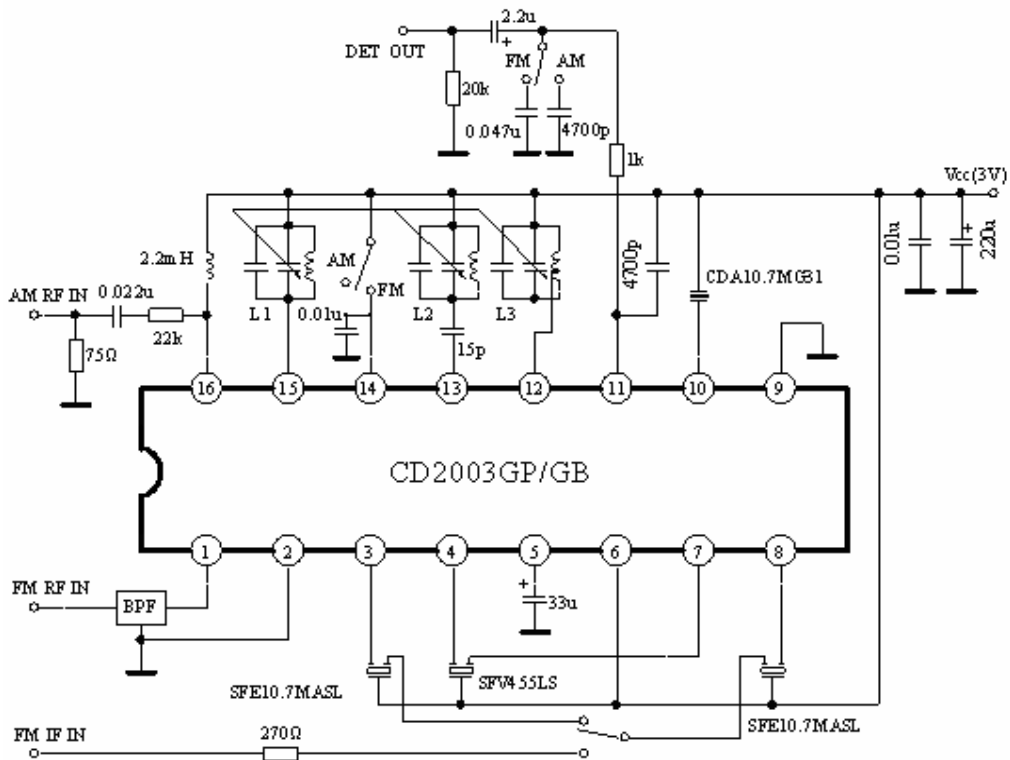 2.2u
+
DET OUT
FM
AM
20k
0.047u
4700p
1k
Vcc(3V)
2.2mH
AM
FM
4700p
CDA10.7MGB1
0.01u
+
220u
AM RF IN
0.022u
22k
75Ω
L1
0.01u
L2
15p
L3
16
15
14
13
12
11
10
9
CD2003GP/GB
1
2
3
4
5
6
7
8
FM RF IN
BPF
+
33u
SFE10.7MASL
SFV455LS
SFE10.7MASL
FM IF IN
270Ω